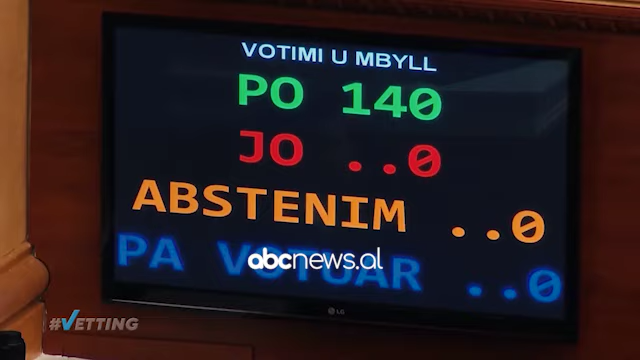 VOTIMI U MBYLL
PO 140
JO ..0
ABSTENIM ..0
PA VOTUAR ..0
abcnews.al
LG
#VETTING